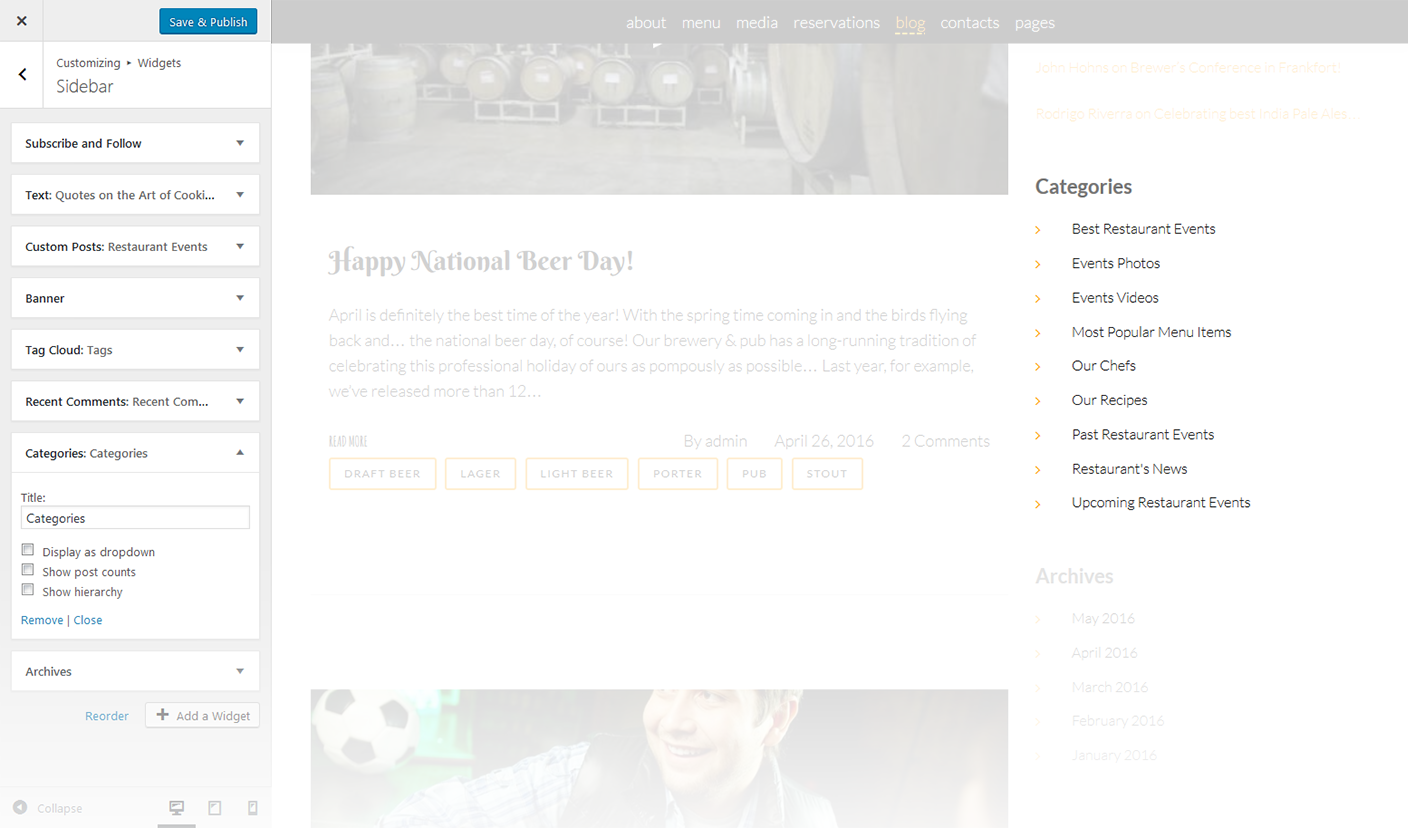 Save & Publish
Customizing ▸ Widgets
Sidebar
Subscribe and Follow
Text: Quotes on the Art of Cooki...
Custom Posts: Restaurant Events
Banner
Tag Cloud: Tags
Recent Comments: Recent Com...
Categories: Categories
Title:
Categories
Display as dropdown
Show post counts
Show hierarchy
Remove | Close
Archives
Reorder
Add a Widget
Collapse
about menu media reservations blog contacts pages
Happy National Beer Day!
April is definitely the best time of the year! With the spring time coming in and the birds flying
back and… the national beer day, of course! Our brewery & pub has a long-running tradition of
celebrating this professional holiday of ours as pompously as possible… Last year, for example,
we've released more than 12…
READ MORE
By admin April 26, 2016 2 Comments
DRAFT BEER LAGER LIGHT BEER PORTER PUB STOUT
John Hohns on Brewer's Conference in Frankfort!
Rodrigo Riverra on Celebrating best India Pale Ales…
Categories
Best Restaurant Events
Events Photos
Events Videos
Most Popular Menu Items
Our Chefs
Our Recipes
Past Restaurant Events
Restaurant's News
Upcoming Restaurant Events
Archives
May 2016
April 2016
March 2016
February 2016
January 2016